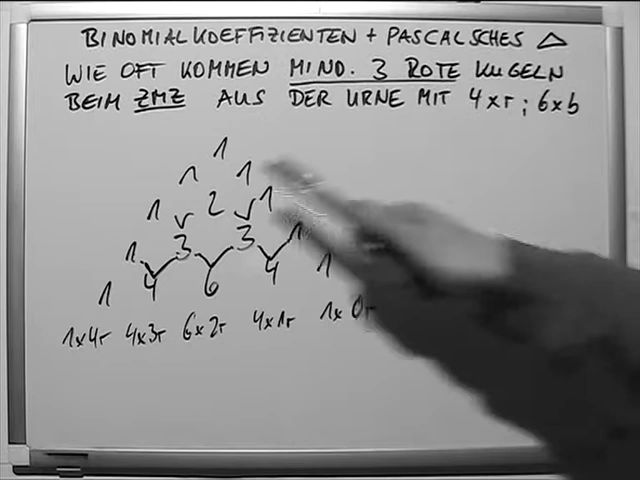 BINOMIALKOEFFIZIENTEN + PASCALSCHES △
WIE OFT KOMMEN MIND. 3 ROTE KUGELN
BEIM ZMZ AUS DER URNE MIT 4xr; 6xb
1
1 1
1 2 1
1 3 3 1
1 4 6 4 1
1x4r 4x3r 6x2r 4x1r 1x0r